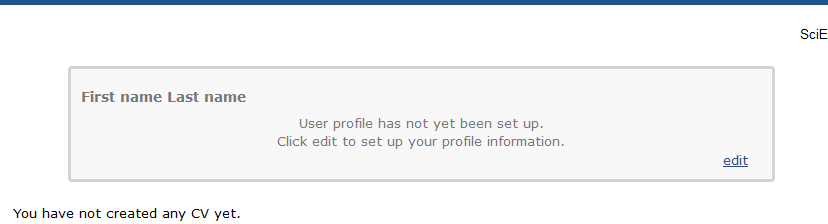 SciE
First name Last name
User profile has not yet been set up.
Click edit to set up your profile information.
edit
You have not created any CV yet.